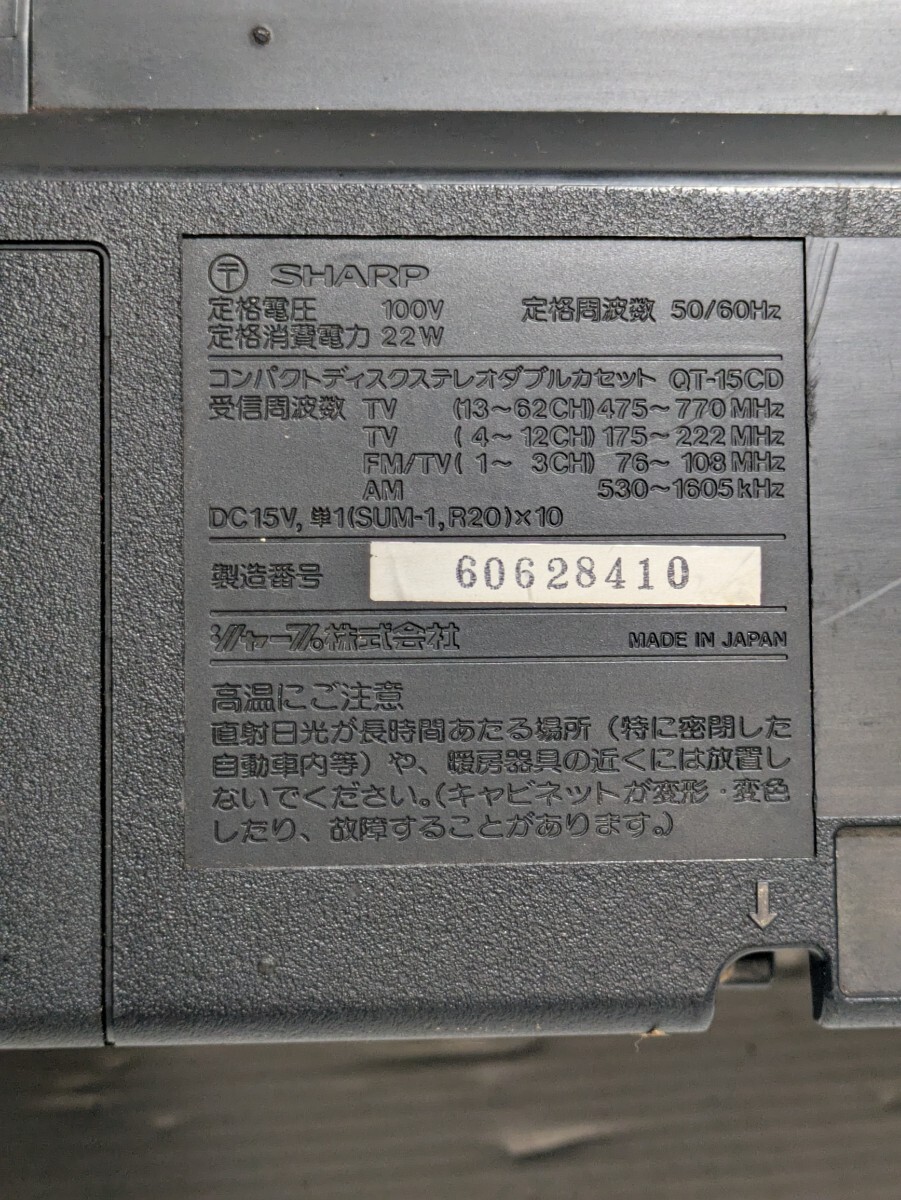 〒 SHARP
定格電圧 100V 定格周波数 50/60Hz
定格消費電力 22W
コンパクトディスクステレオダブルカセット QT-15CD
受信周波数 TV (13～62CH) 475～770MHz
TV ( 4～12CH) 175～222MHz
FM/TV( 1～ 3CH) 76～108MHz
AM 530～1605kHz
DC15V, 単1(SUM-1, R20)×10
製造番号 60628410
シャープ株式会社 MADE IN JAPAN
高温にご注意
直射日光が長時間あたる場所（特に密閉した
自動車内等）や、暖房器具の近くには放置し
ないでください。(キャビネットが変形・変色
したり、故障することがあります。)